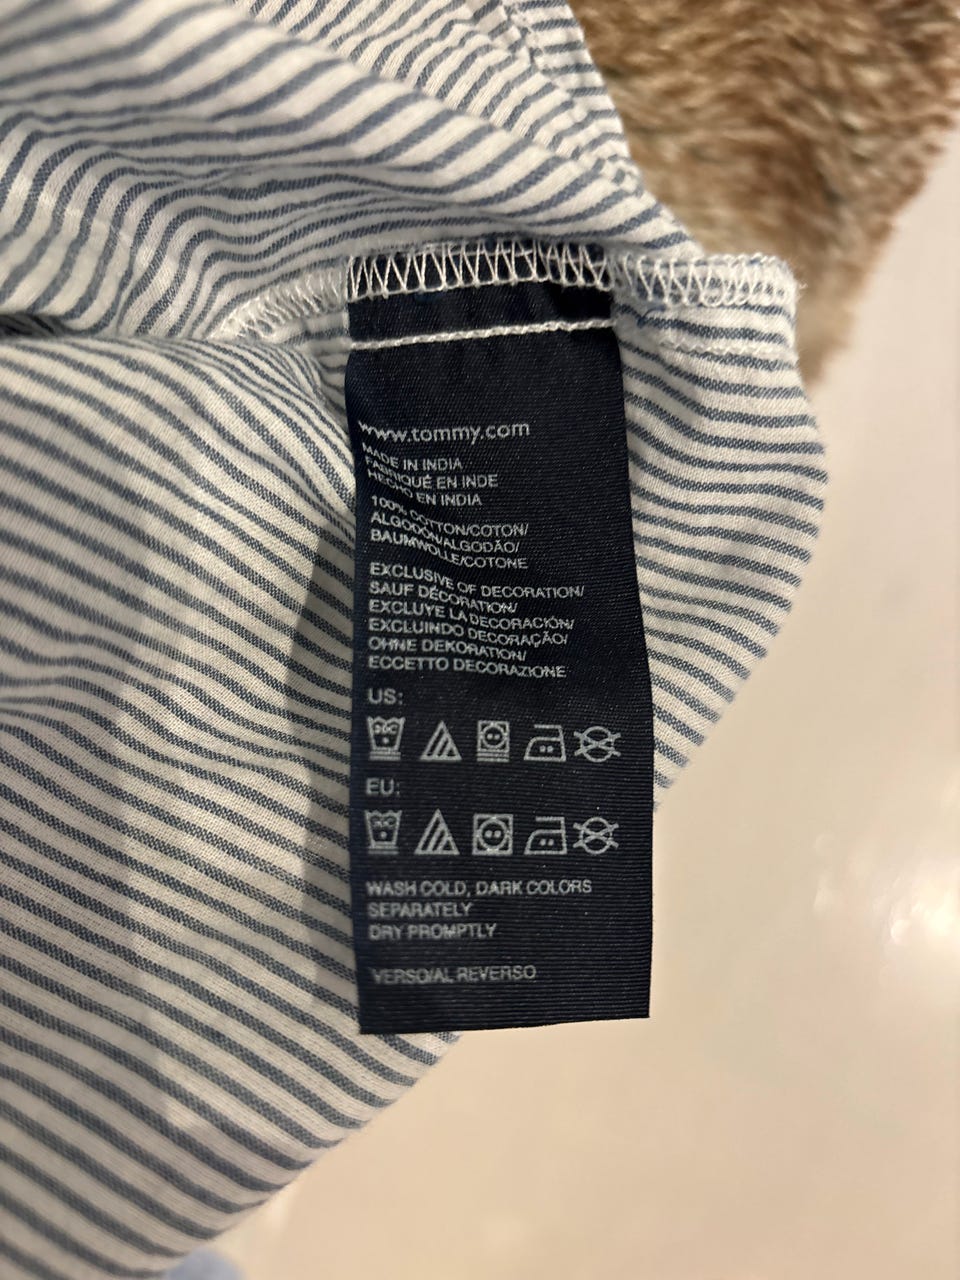 www.tommy.com
MADE IN INDIA
FABRIQUÉ EN INDE
HECHO EN INDIA
100% COTTON/COTON/
ALGODÓN/ALGODÃO/
BAUMWOLLE/COTONE
EXCLUSIVE OF DECORATION/
SAUF DÉCORATION/
EXCLUYE LA DECORACIÓN/
EXCLUINDO DECORAÇÃO/
OHNE DEKORATION/
ECCETTO DECORAZIONE
US:
EU:
WASH COLD, DARK COLORS
SEPARATELY
DRY PROMPTLY
VERSO/AL REVERSO